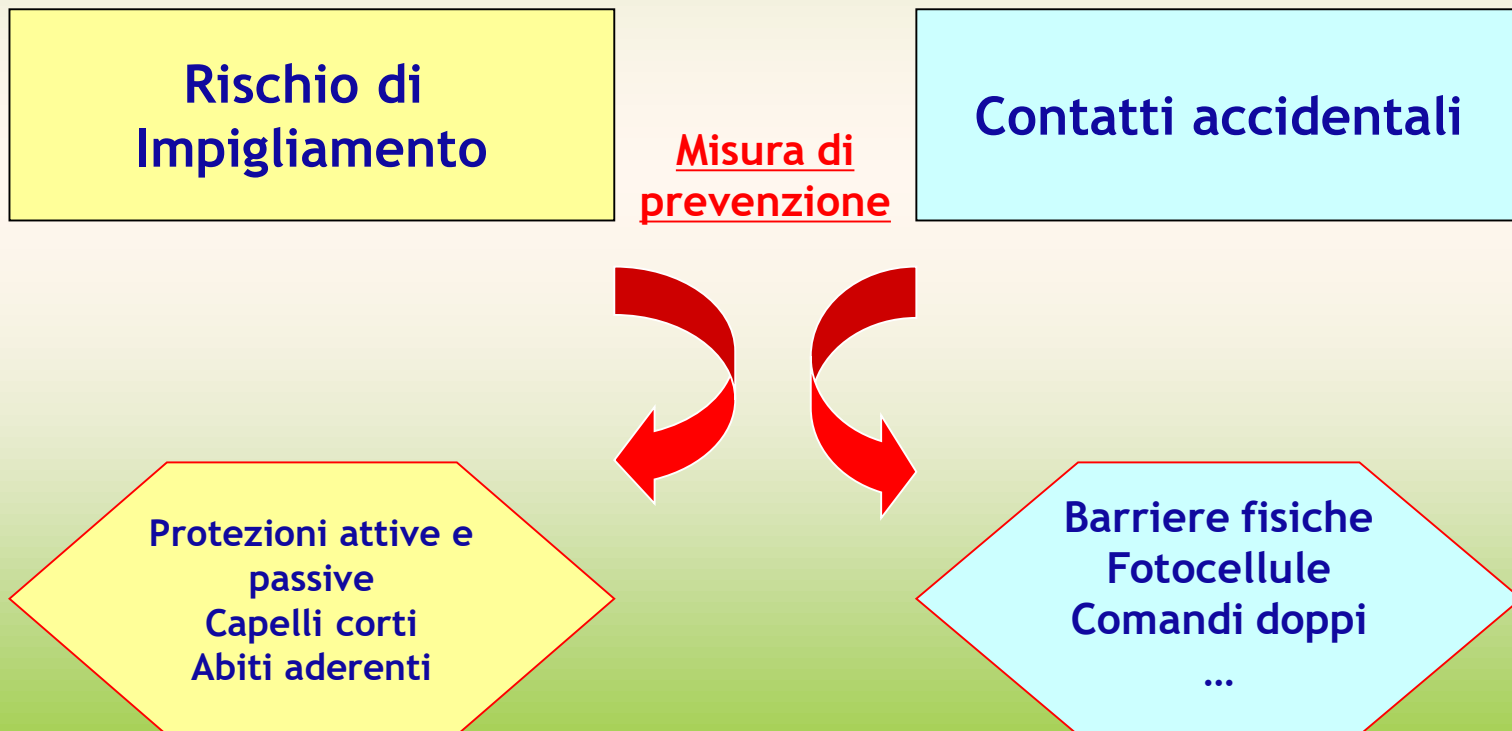 Rischio di
Impigliamento
Misura di
prevenzione
Contatti accidentali
Protezioni attive e
passive
Capelli corti
Abiti aderenti
Barriere fisiche
Fotocellule
Comandi doppi
…